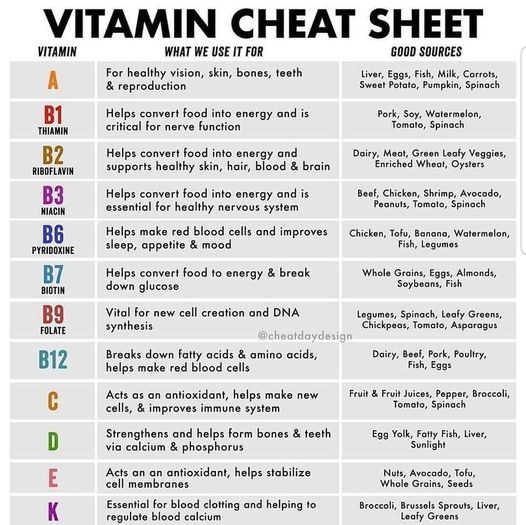 VITAMIN CHEAT SHEET
VITAMIN WHAT WE USE IT FOR GOOD SOURCES
A
For healthy vision, skin, bones, teeth
& reproduction
Liver, Eggs, Fish, Milk, Carrots,
Sweet Potato, Pumpkin, Spinach
B1
THIAMIN
Helps convert food into energy and is
critical for nerve function
Pork, Soy, Watermelon,
Tomato, Spinach
B2
RIBOFLAVIN
Helps convert food into energy and
supports healthy skin, hair, blood & brain
Dairy, Meat, Green Leafy Veggies,
Enriched Wheat, Oysters
B3
NIACIN
Helps convert food into energy and is
essential for healthy nervous system
Beef, Chicken, Shrimp, Avocado,
Peanuts, Tomato, Spinach
B6
PYRIDOXINE
Helps make red blood cells and improves
sleep, appetite & mood
Chicken, Tofu, Banana, Watermelon,
Fish, Legumes
B7
BIOTIN
Helps convert food to energy & break
down glucose
Whole Grains, Eggs, Almonds,
Soybeans, Fish
B9
FOLATE
Vital for new cell creation and DNA
synthesis
Legumes, Spinach, Leafy Greens,
Chickpeas, Tomato, Asparagus
@cheatdaydesign
B12
Breaks down fatty acids & amino acids,
helps make red blood cells
Dairy, Beef, Pork, Poultry,
Fish, Eggs
C
Acts as an antioxidant, helps make new
cells, & improves immune system
Fruit & Fruit Juices, Pepper, Broccoli,
Tomato, Spinach
D
Strengthens and helps form bones & teeth
via calcium & phosphorus
Egg Yolk, Fatty Fish, Liver,
Sunlight
E
Acts an an antioxidant, helps stabilize
cell membranes
Nuts, Avocado, Tofu,
Whole Grains, Seeds
K
Essential for blood clotting and helping to
regulate blood calcium
Broccoli, Brussels Sprouts, Liver,
Leafy Greens